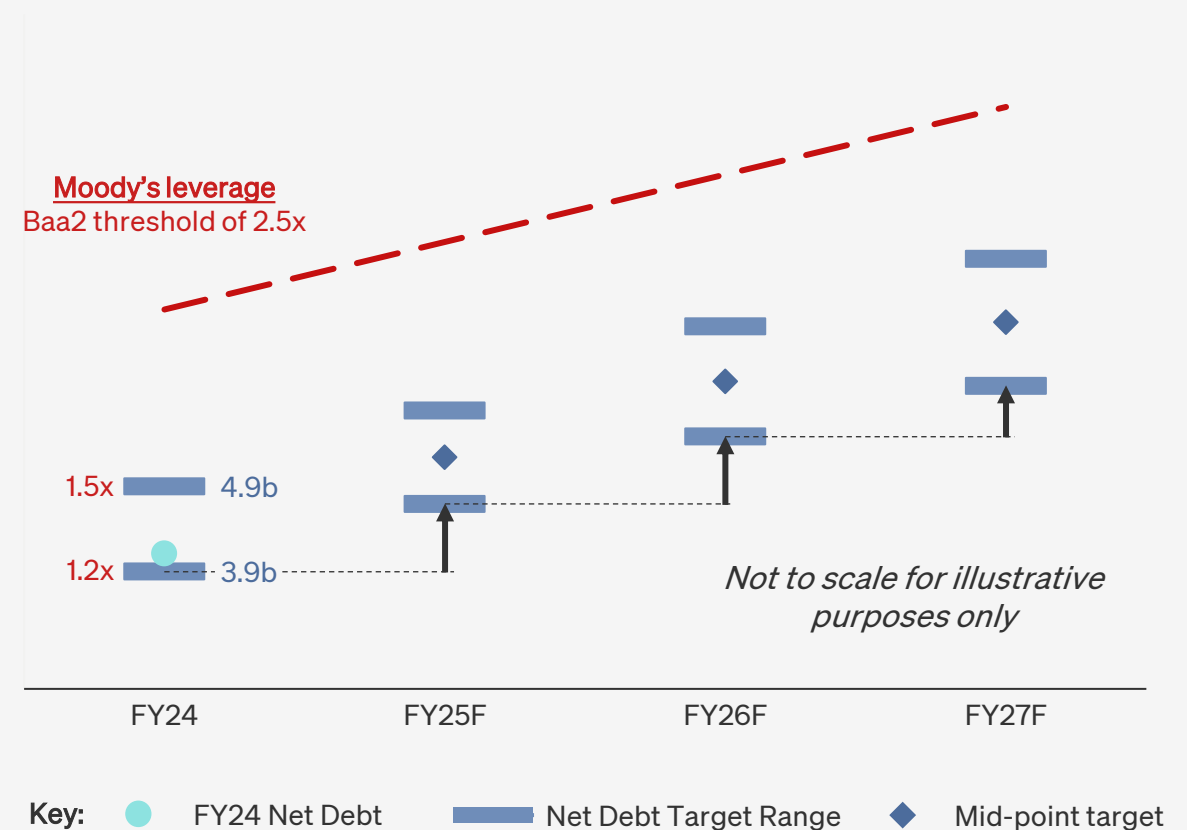 Moody's leverage
Baa2 threshold of 2.5x
1.5x 4.9b
1.2x 3.9b
Not to scale for illustrative
purposes only
FY24 FY25F FY26F FY27F
Key: FY24 Net Debt Net Debt Target Range Mid-point target